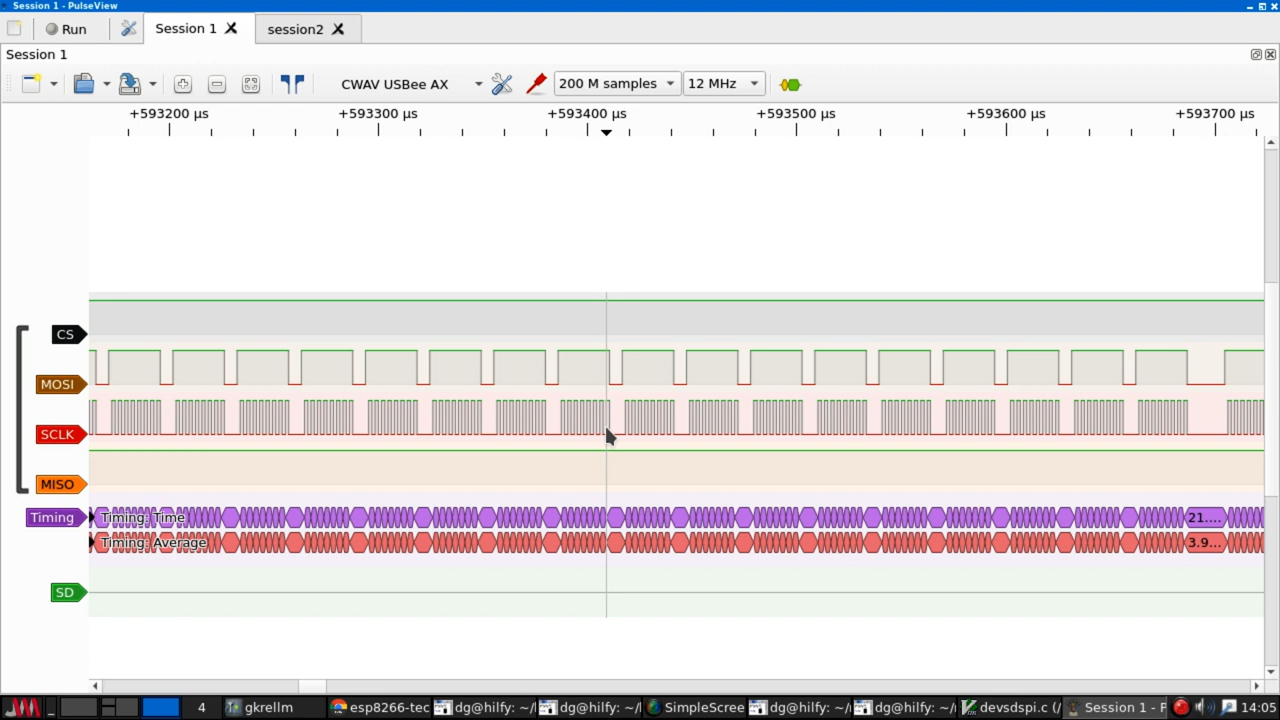 Session 1 - PulseView
Run
Session 1
session2
Session 1
CWAV USBee AX
200 M samples
12 MHz
+593200 µs
+593300 µs
+593400 µs
+593500 µs
+593600 µs
+593700 µs
CS
MOSI
SCLK
MISO
Timing
Timing: Time
21....
Timing: Average
3.9...
SD
4
gkrellm
esp8266-tec
dg@hilfy: ~/
dg@hilfy: ~/
SimpleScree
dg@hilfy: ~/
dg@hilfy: ~/
devsdspi.c (/
Session 1 - P
14:05